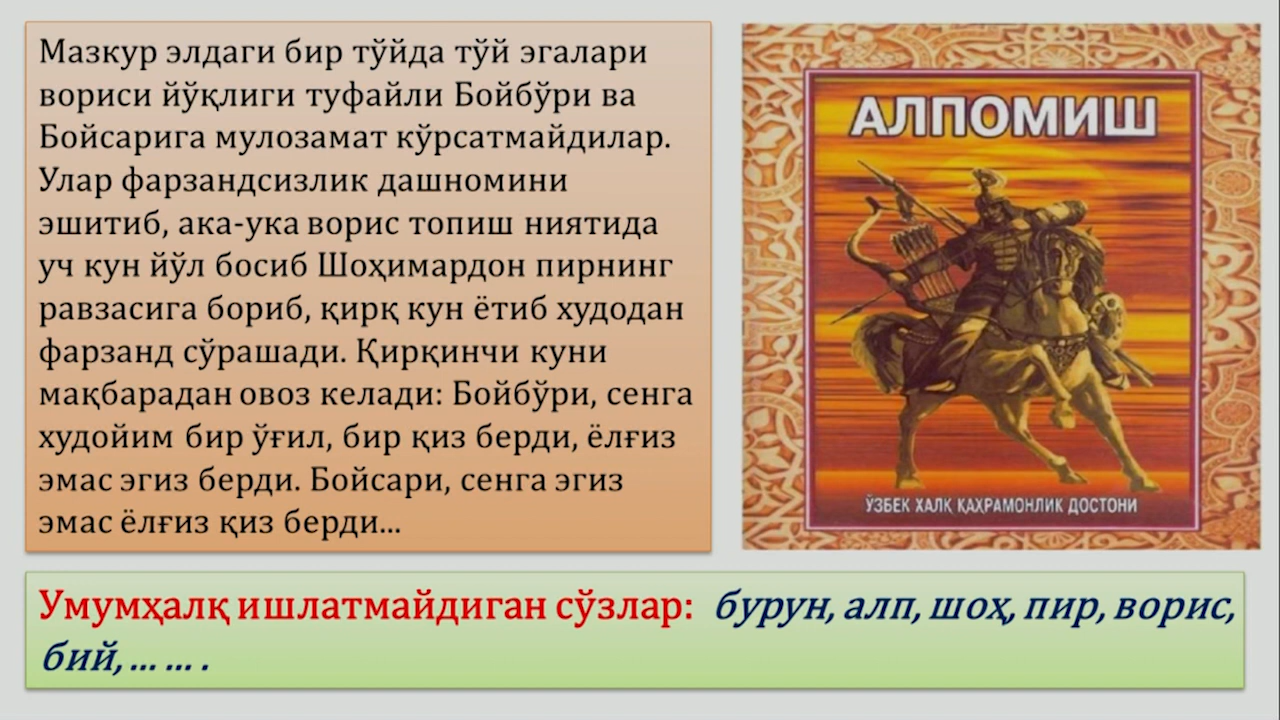 Мазкур элдаги бир тўйда тўй эгалари
вориси йўқлиги туфайли Бойбўри ва
Бойсарига мулозамат кўрсатмайдилар.
Улар фарзандсизлик дашномини
эшитиб, ака-ука ворис топиш ниятида
уч кун йўл босиб Шоҳимардон пирнинг
равзасига бориб, қирқ кун ётиб худодан
фарзанд сўрашади. Қирқинчи куни
мақбарадан овоз келади: Бойбўри, сенга
худойим бир ўғил, бир қиз берди, ёлғиз
эмас эгиз берди. Бойсари, сенга эгиз
эмас ёлғиз қиз берди...
АЛПОМИШ
ЎЗБЕК ХАЛҚ ҚАҲРАМОНЛИК ДОСТОНИ
Умумҳалқ ишлатмайдиган сўзлар: бурун, алп, шоҳ, пир, ворис,
бий, ... ... .